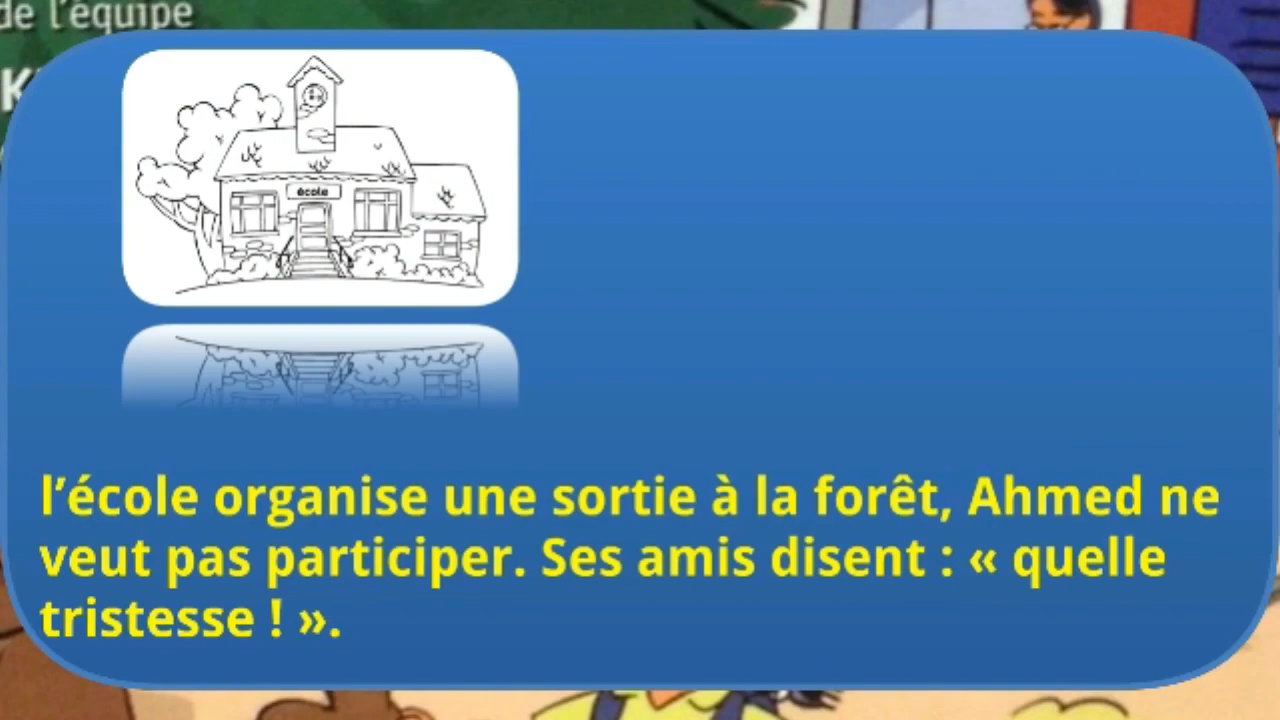 de l'équipe
école
l'école organise une sortie à la forêt, Ahmed ne
veut pas participer. Ses amis disent : « quelle
tristesse ! ».